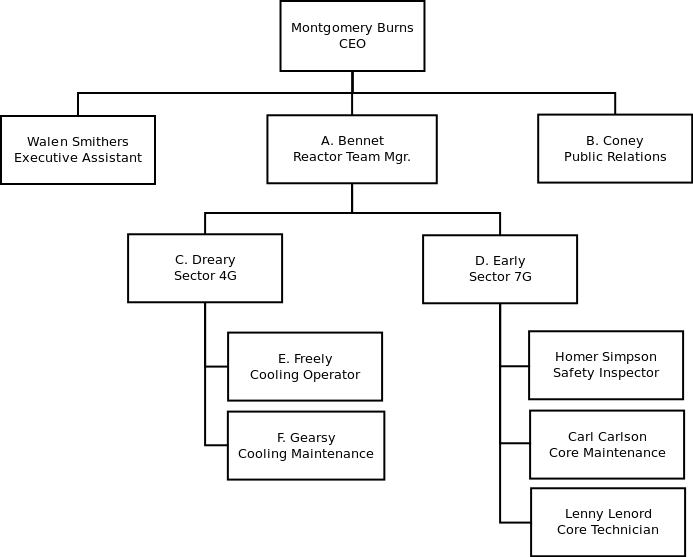 Montgomery Burns
CEO
Walen Smithers
Executive Assistant
A. Bennet
Reactor Team Mgr.
B. Coney
Public Relations
C. Dreary
Sector 4G
D. Early
Sector 7G
E. Freely
Cooling Operator
F. Gearsy
Cooling Maintenance
Homer Simpson
Safety Inspector
Carl Carlson
Core Maintenance
Lenny Lenord
Core Technician